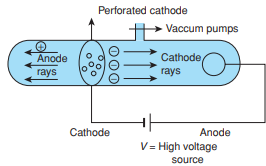 Perforated cathode
Vaccum pumps
+
Anode
rays
−
−
−
Cathode
rays
Cathode
Anode
V = High voltage
source